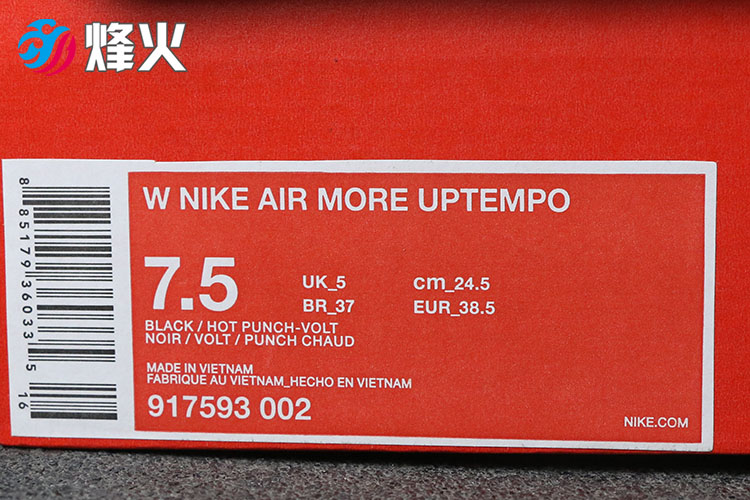 烽火
W NIKE AIR MORE UPTEMPO
7.5
UK_5
cm_24.5
BR_37
EUR_38.5
BLACK / HOT PUNCH-VOLT
NOIR / VOLT / PUNCH CHAUD
MADE IN VIETNAM
FABRIQUE AU VIETNAM_HECHO EN VIETNAM
917593 002
NIKE.COM
8 85179 36033 5 16